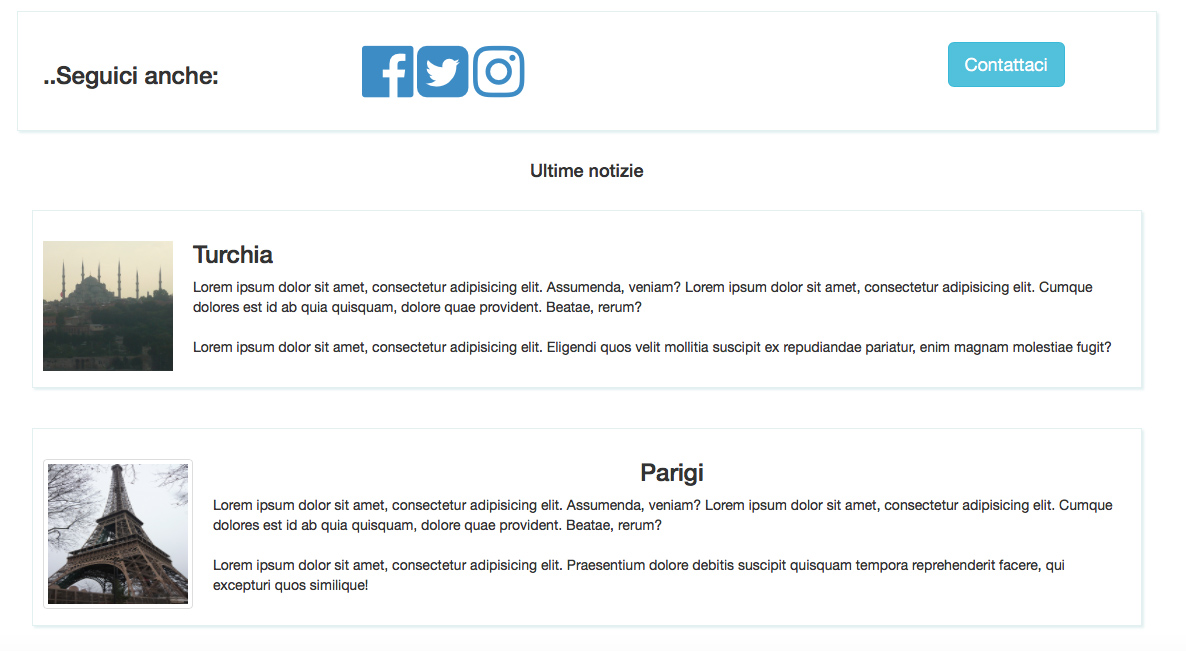 ..Seguici anche:
Contattaci
Ultime notizie
Turchia
Lorem ipsum dolor sit amet, consectetur adipisicing elit. Assumenda, veniam? Lorem ipsum dolor sit amet, consectetur adipisicing elit. Cumque
dolores est id ab quia quisquam, dolore quae provident. Beatae, rerum?
Lorem ipsum dolor sit amet, consectetur adipisicing elit. Eligendi quos velit mollitia suscipit ex repudiandae pariatur, enim magnam molestiae fugit?
Parigi
Lorem ipsum dolor sit amet, consectetur adipisicing elit. Assumenda, veniam? Lorem ipsum dolor sit amet, consectetur adipisicing elit. Cumque
dolores est id ab quia quisquam, dolore quae provident. Beatae, rerum?
Lorem ipsum dolor sit amet, consectetur adipisicing elit. Praesentium dolore debitis suscipit quisquam tempora reprehenderit facere, qui
excepturi quos similique!